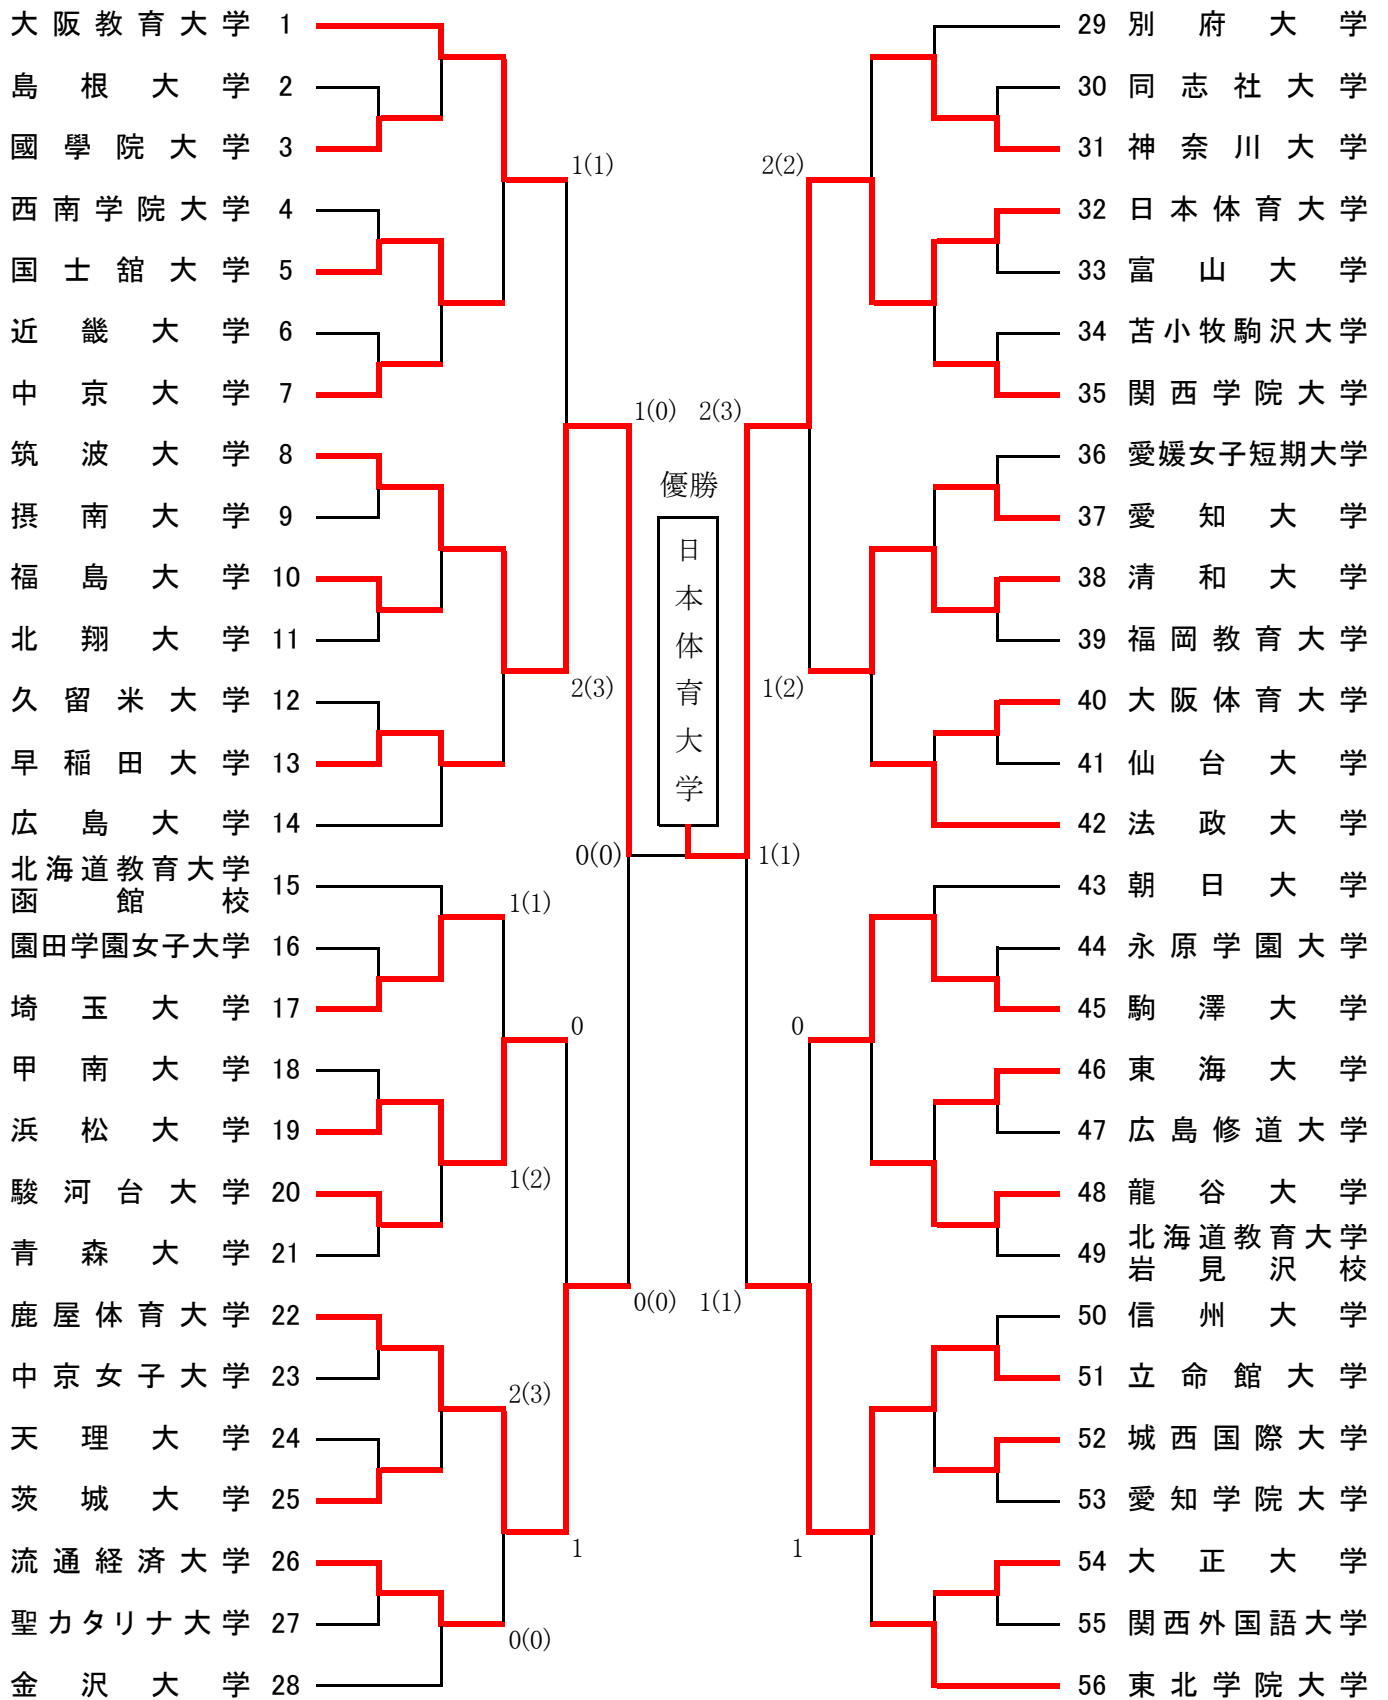 大阪教育大学 1
島根大学 2
國學院大学 3
西南学院大学 4
国士舘大学 5
近畿大学 6
中京大学 7
筑波大学 8
摂南大学 9
福島大学 10
北翔大学 11
久留米大学 12
早稲田大学 13
広島大学 14
北海道教育大学
函館校 15
園田学園女子大学 16
埼玉大学 17
甲南大学 18
浜松大学 19
駿河台大学 20
青森大学 21
鹿屋体育大学 22
中京女子大学 23
天理大学 24
茨城大学 25
流通経済大学 26
聖カタリナ大学 27
金沢大学 28
1(1)
2(3)
1(1)
0
1(2)
2(3)
1
0(0)
1(0) 2(3)
優勝
日本体育大学
0(0)
1(1)
0(0) 1(1)
2(2)
1(2)
0
1
29 別府大学
30 同志社大学
31 神奈川大学
32 日本体育大学
33 富山大学
34 苫小牧駒沢大学
35 関西学院大学
36 愛媛女子短期大学
37 愛知大学
38 清和大学
39 福岡教育大学
40 大阪体育大学
41 仙台大学
42 法政大学
43 朝日大学
44 永原学園大学
45 駒澤大学
46 東海大学
47 広島修道大学
48 龍谷大学
49 北海道教育大学
岩見沢校
50 信州大学
51 立命館大学
52 城西国際大学
53 愛知学院大学
54 大正大学
55 関西外国語大学
56 東北学院大学